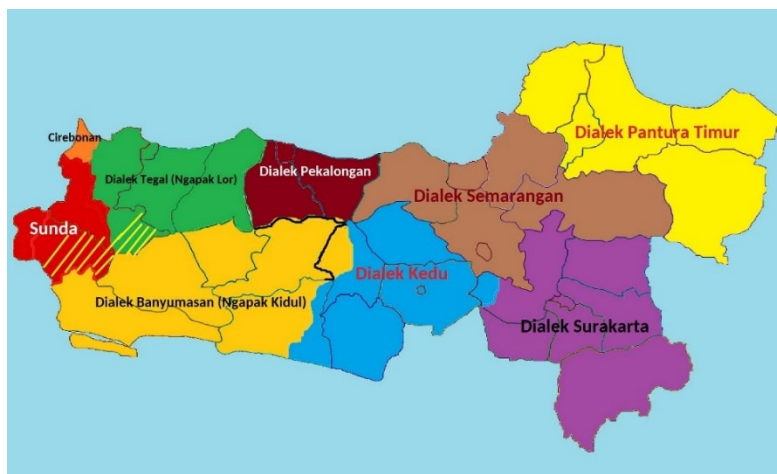 Dialek Pantura Timur
Cirebonan
Dialek Tegal (Ngapak Lor)
Dialek Pekalongan
Dialek Semarangan
Sunda
Dialek Kedu
Dialek Banyumasan (Ngapak Kidul)
Dialek Surakarta